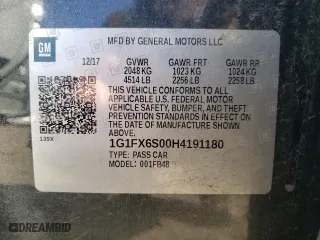 GM
MFD BY GENERAL MOTORS LLC
12/17 GVWR GAWR FRT GAWR RR
2048 KG 1023 KG 1024 KG
4514 LB 2256 LB 2258 LB
THIS VEHICLE CONFORMS TO ALL
APPLICABLE U.S. FEDERAL MOTOR
VEHICLE SAFETY, BUMPER, AND THEFT
PREVENTION STANDARDS IN EFFECT
ON THE DATE OF MANUFACTURE
SHOWN ABOVE.
1G1FX6S00H4191180
TYPE: PASS CAR
MODEL: 001FB48